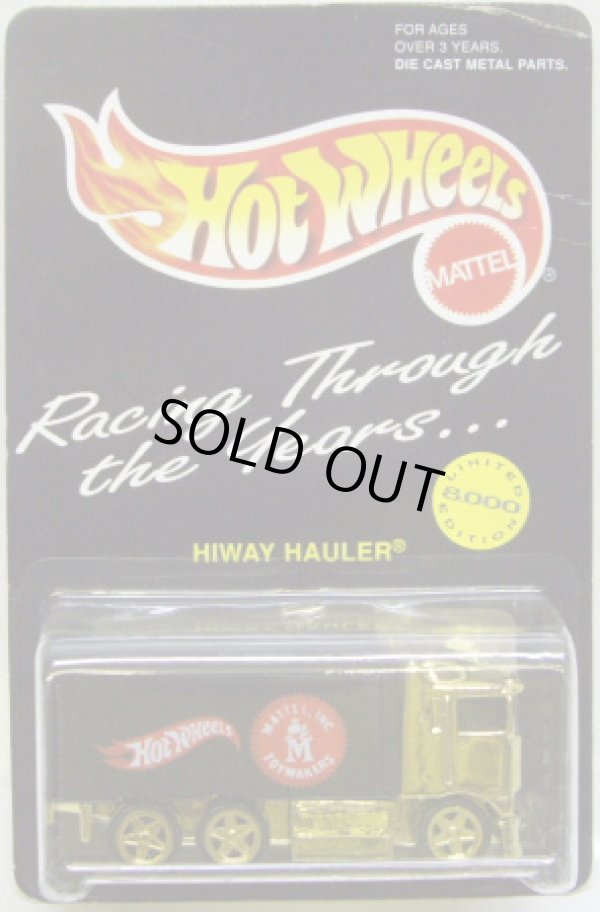 FOR AGES
OVER 3 YEARS.
DIE CAST METAL PARTS.
HOT WHEELS
MATTEL
®
Racing Through
the Years...
SOLD OUT
LIMITED
8,000
EDITION
HIWAY HAULER®
HOT WHEELS
MATTEL, INC.
M
TOYMAKERS